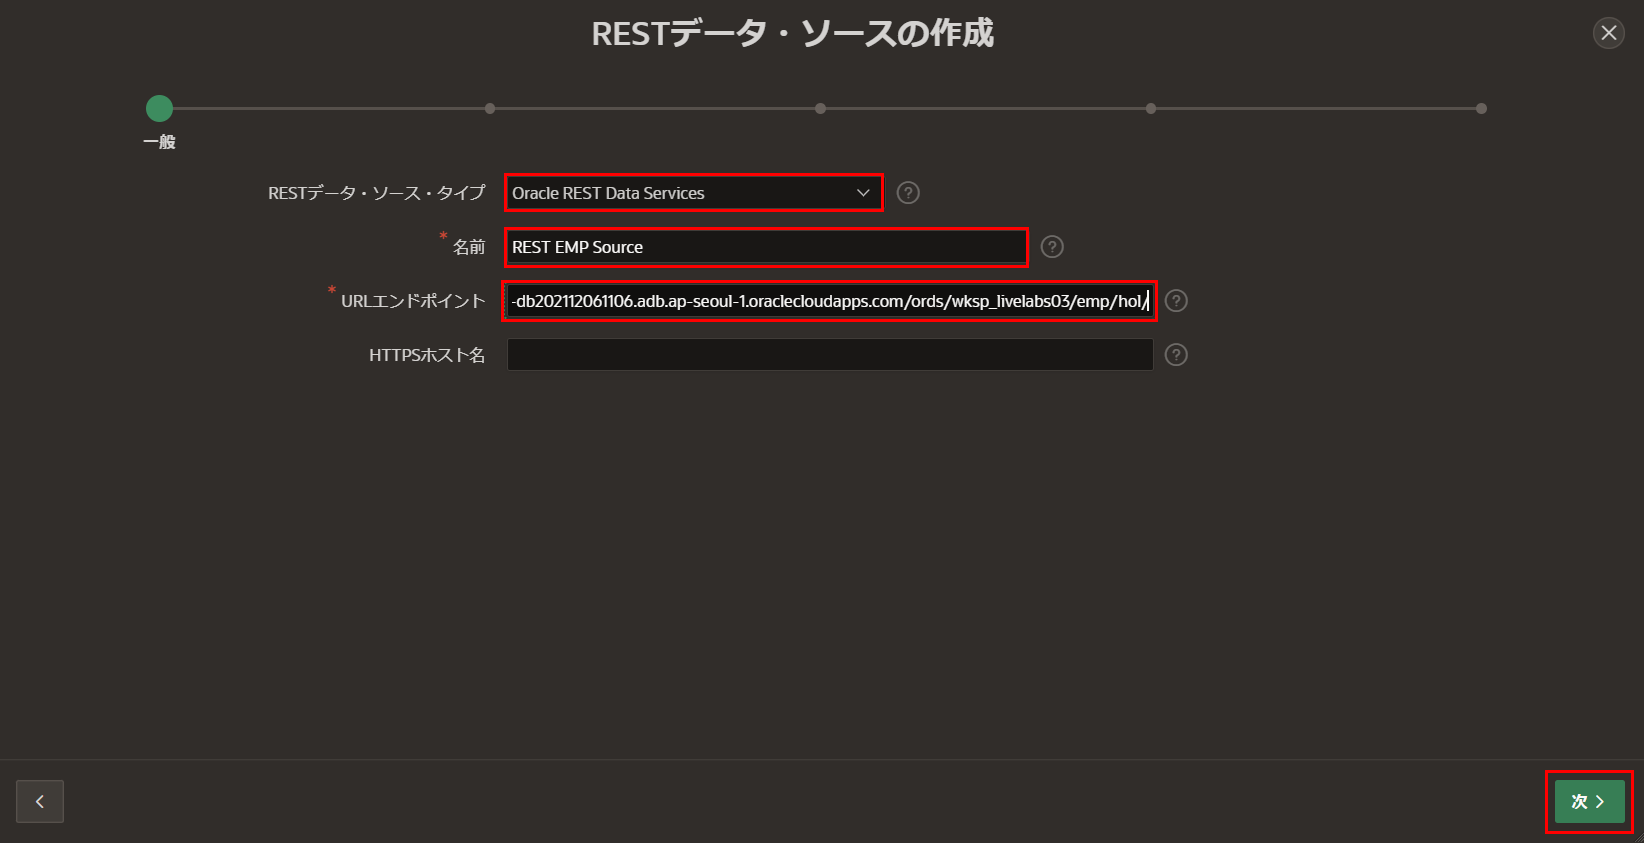 RESTデータ・ソースの作成
一般
RESTデータ・ソース・タイプ Oracle REST Data Services ?
* 名前 REST EMP Source ?
* URLエンドポイント -db202112061106.adb.ap-seoul-1.oraclecloudapps.com/ords/wksp_livelabs03/emp/hol/ ?
HTTPSホスト名 ?
次